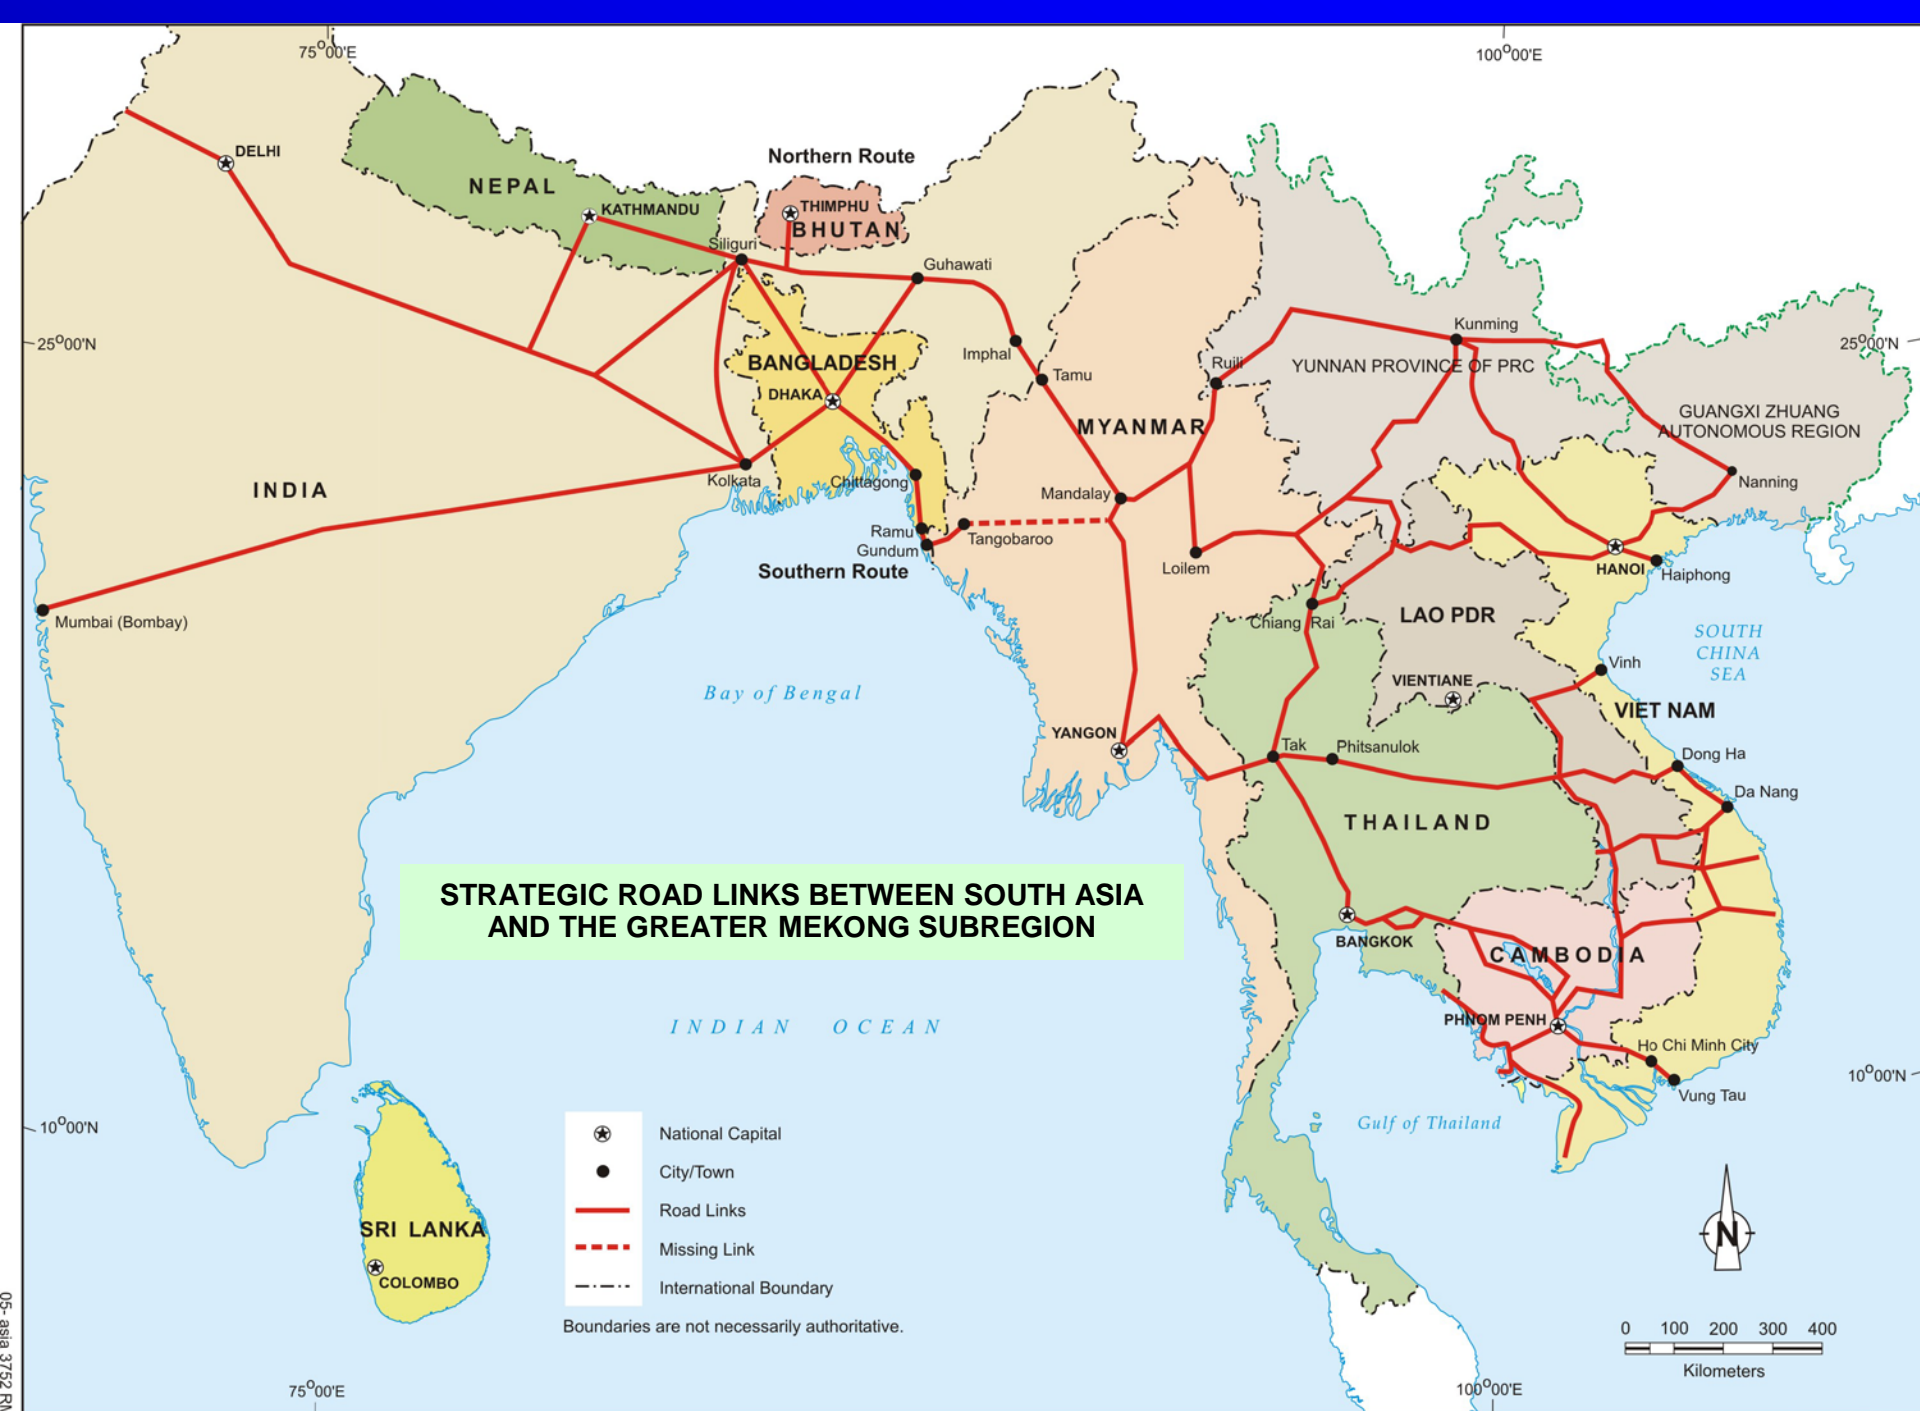 75°00'E
100°00'E
DELHI
Northern Route
NEPAL
KATHMANDU
THIMPHU
BHUTAN
Siliguri
Guhawati
25°00'N
Kunming
25°00'N
Imphal
BANGLADESH
Ruili
YUNNAN PROVINCE OF PRC
Tamu
DHAKA
GUANGXI ZHUANG
AUTONOMOUS REGION
MYANMAR
INDIA
Kolkata
Chittagong
Mandalay
Nanning
Ramu
Gundum
Tangobaroo
Southern Route
Loilem
HANOI
Haiphong
Mumbai (Bombay)
Chiang Rai
LAO PDR
SOUTH
CHINA
SEA
Vinh
Bay of Bengal
VIENTIANE
VIET NAM
YANGON
Tak
Phitsanulok
Dong Ha
Da Nang
THAILAND
STRATEGIC ROAD LINKS BETWEEN SOUTH ASIA
AND THE GREATER MEKONG SUBREGION
BANGKOK
CAMBODIA
INDIAN OCEAN
PHNOM PENH
Ho Chi Minh City
10°00'N
Vung Tau
Gulf of Thailand
10°00'N
National Capital
City/Town
Road Links
Missing Link
International Boundary
Boundaries are not necessarily authoritative.
SRI LANKA
COLOMBO
N
0 100 200 300 400
Kilometers
75°00'E
100°00'E
05- asia 3752 RM